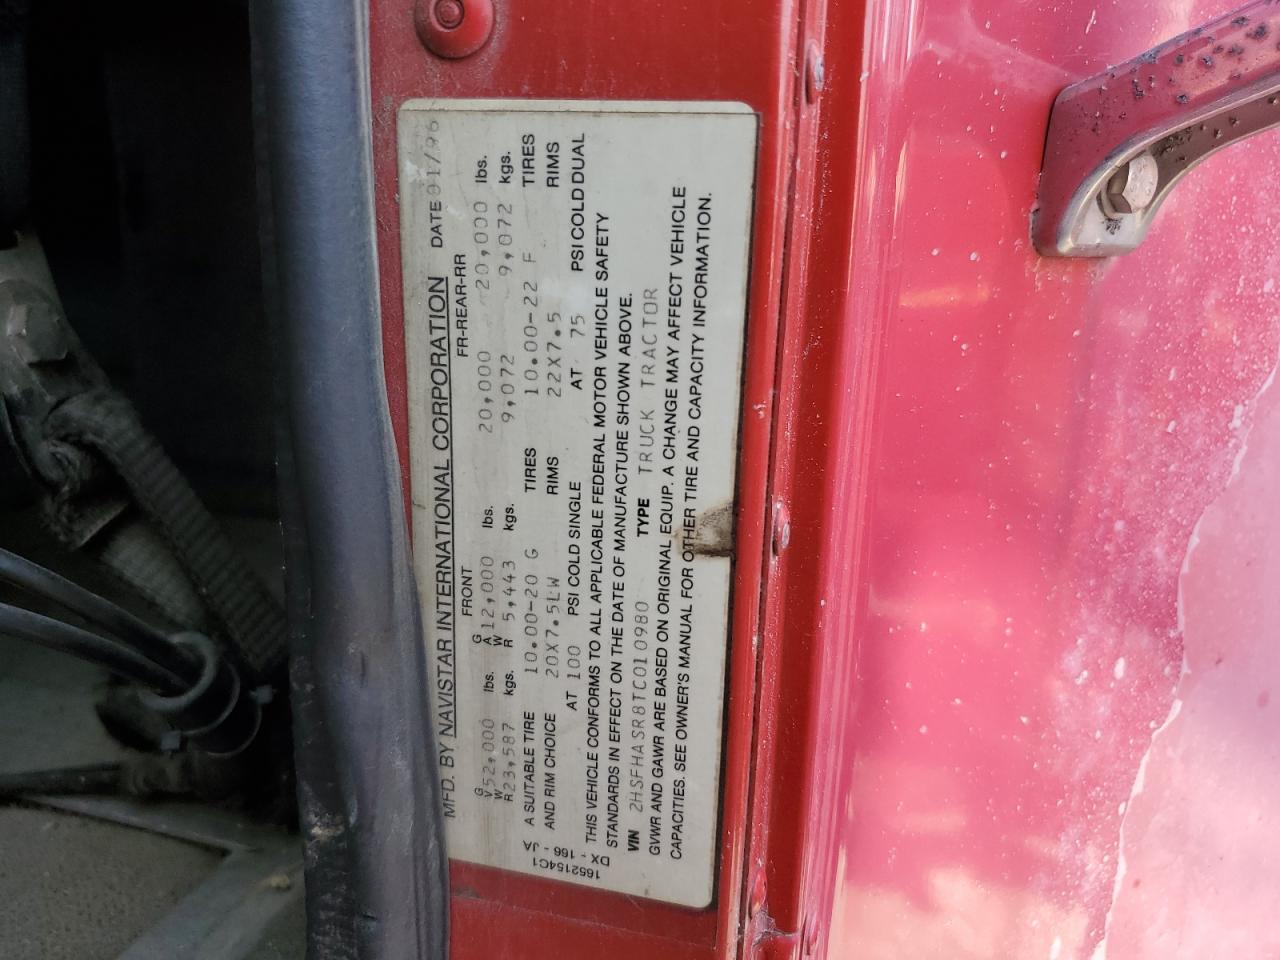 MFD. BY NAVISTAR INTERNATIONAL CORPORATION DATE 01/96
FRONT FR-REAR-RR
GVWR 52,000 lbs. GAWR 12,000 lbs. 20,000 20,000 lbs.
23,587 kgs. 5,443 kgs. 9,072 9,072 kgs.
A SUITABLE TIRE 10.00-20 G TIRES 10.00-22 F TIRES
AND RIM CHOICE 20X7.5LW RIMS 22X7.5 RIMS
AT 100 PSI COLD SINGLE AT 75 PSI COLD DUAL
THIS VEHICLE CONFORMS TO ALL APPLICABLE FEDERAL MOTOR VEHICLE SAFETY
STANDARDS IN EFFECT ON THE DATE OF MANUFACTURE SHOWN ABOVE.
VIN 2HSFHASR8TC010980 TYPE TRUCK TRACTOR
GVWR AND GAWR ARE BASED ON ORIGINAL EQUIP. A CHANGE MAY AFFECT VEHICLE
CAPACITIES. SEE OWNER'S MANUAL FOR OTHER TIRE AND CAPACITY INFORMATION.
1652154C1
DX - 166 - JA